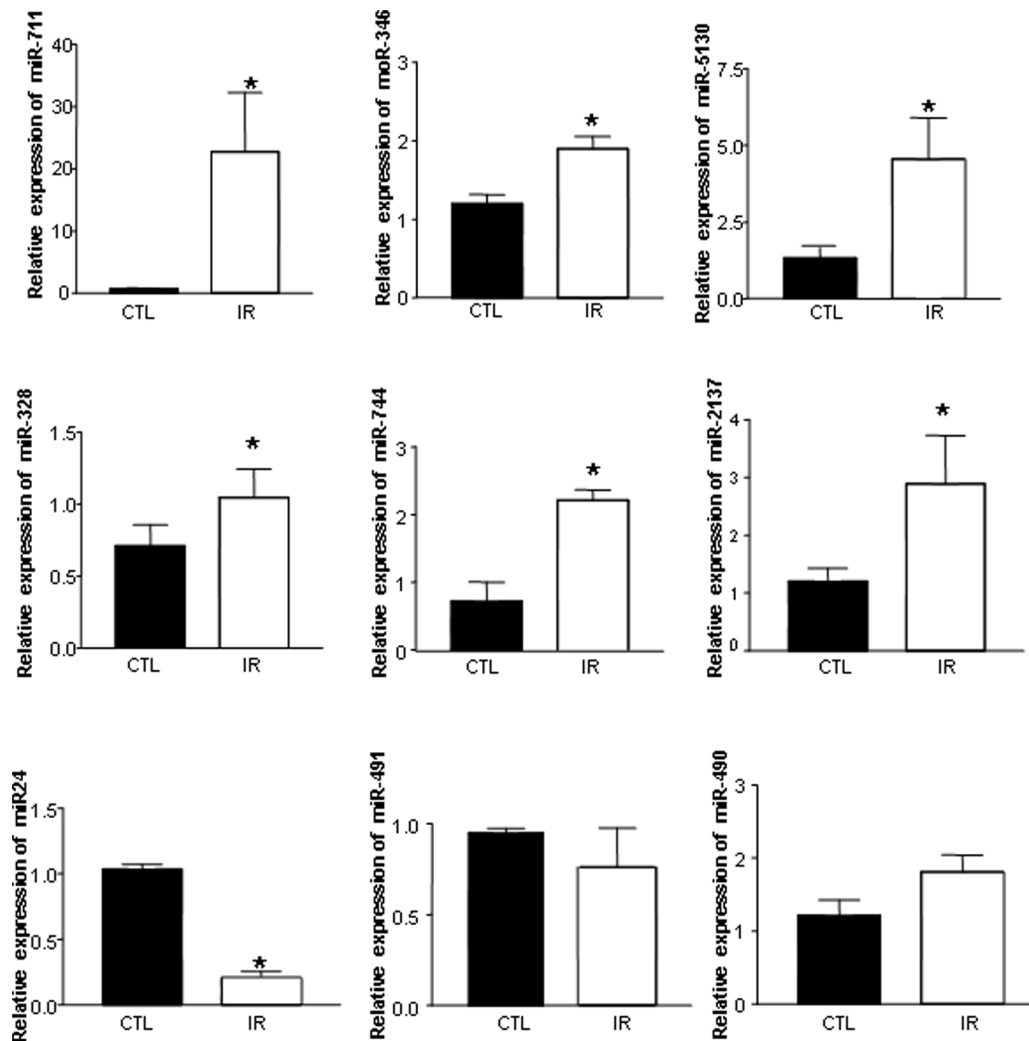 Relative expression of miR-711
40
30
20
10
0
*
CTL
IR
Relative expression of moR-346
3
2
1
0
*
CTL
IR
Relative expression of miR-5130
7.5
5.0
2.5
0.0
*
CTL
IR
Relative expression of miR-328
1.5
1.0
0.5
0.0
*
CTL
IR
Relative expression of miR-744
3
2
1
0
*
CTL
IR
Relative expression of miR-2137
4
3
2
1
0
*
CTL
IR
Relative expression of miR24
1.5
1.0
0.5
0.0
*
CTL
IR
Relative expression of miR-491
1.0
0.5
0.0
CTL
IR
Relative expression of miR-490
3
2
1
0
CTL
IR